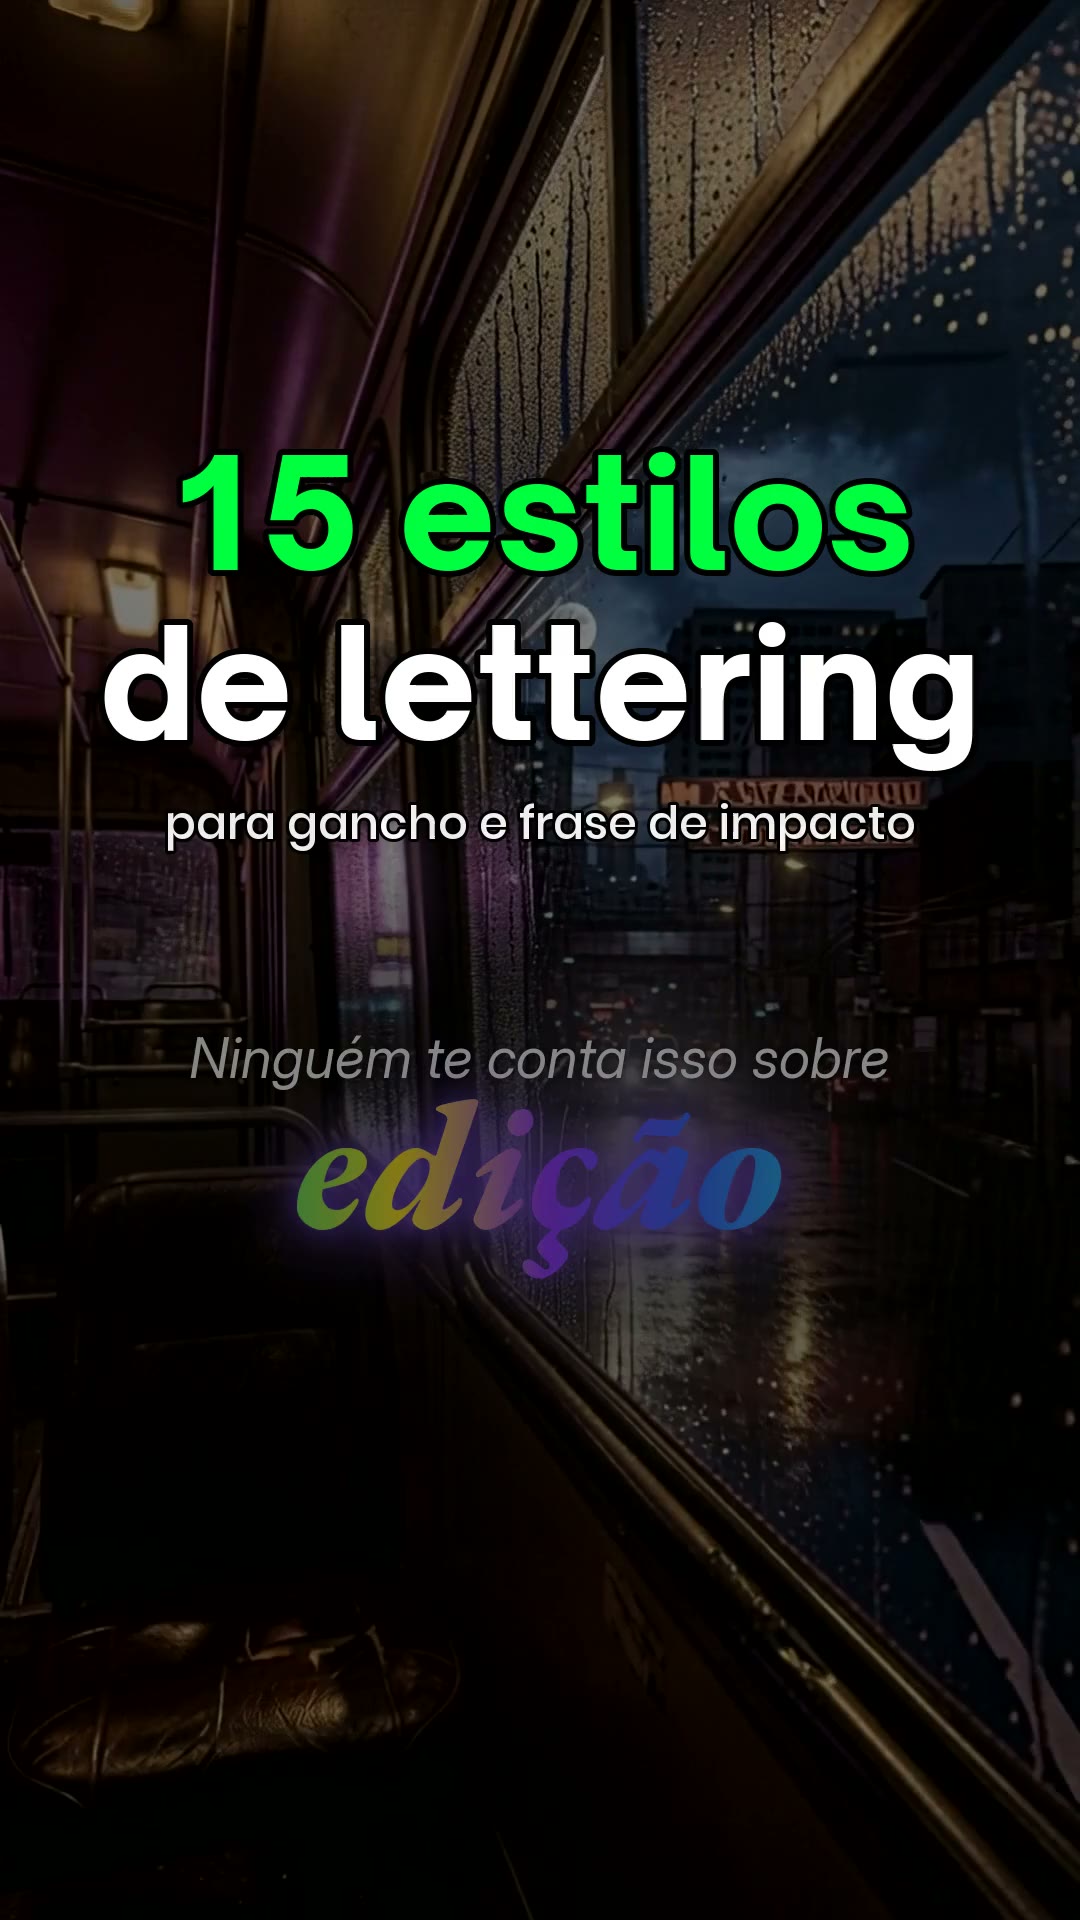 15 estilos
de lettering
para gancho e frase de impacto
Ninguém te conta isso sobre
edição